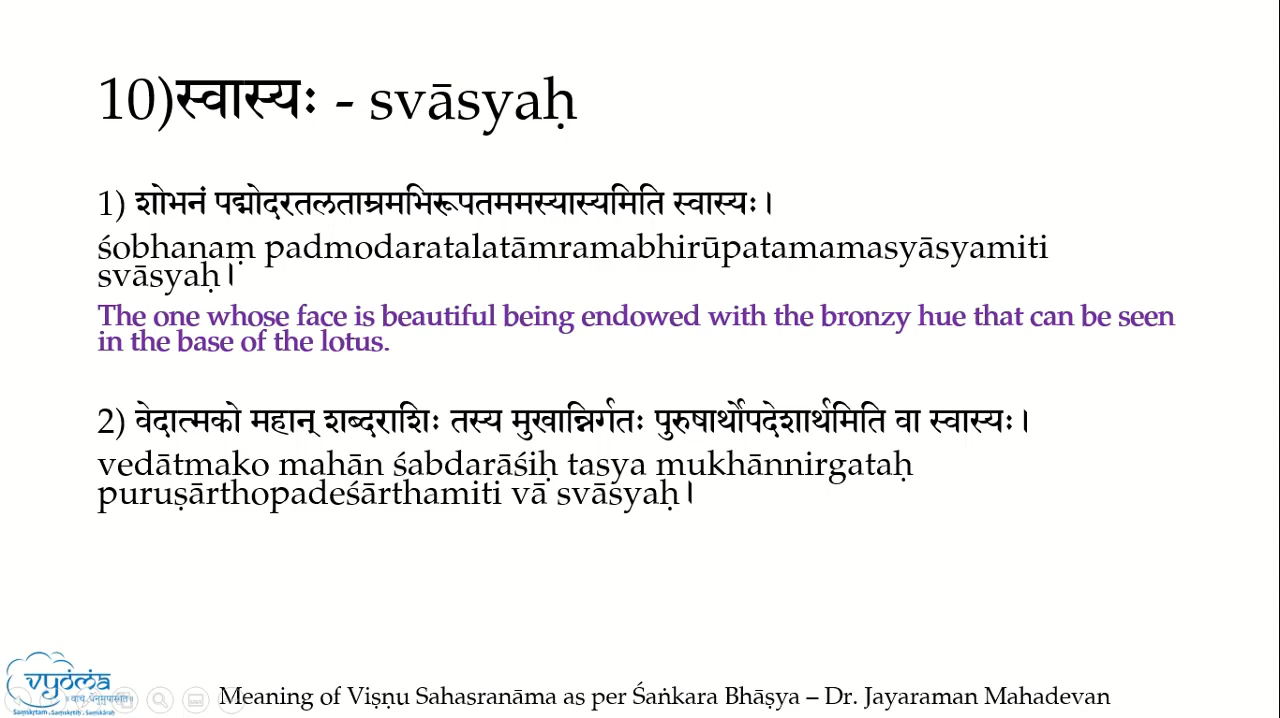 10)स्वास्यः - svāsyaḥ
1) शोभनं पद्मोदरतलताम्रमभिरूपतममस्यास्यमिति स्वास्यः।
śobhanaṃ padmodaratalatāmramabhirūpatamamasyāsyamiti
svāsyaḥ।
The one whose face is beautiful being endowed with the bronzy hue that can be seen
in the base of the lotus.
2) वेदात्मको महान् शब्दराशिः तस्य मुखान्निर्गतः पुरुषार्थोपदेशार्थमिति वा स्वास्यः।
vedātmako mahān śabdarāśiḥ tasya mukhānnirgataḥ
puruṣārthopadeśārthamiti vā svāsyaḥ।
vyoma
Saṃskṛtam . Saṃskṛtiḥ . Saṃskāraḥ
Meaning of Viṣṇu Sahasranāma as per Śaṅkara Bhāṣya – Dr. Jayaraman Mahadevan